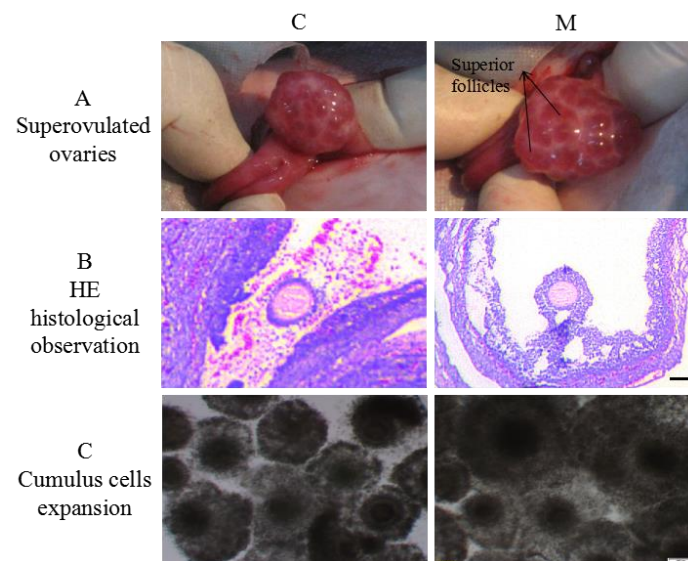 C
M
A
Superovulated
ovaries
Superior
follicles
B
HE
histological
observation
C
Cumulus cells
expansion